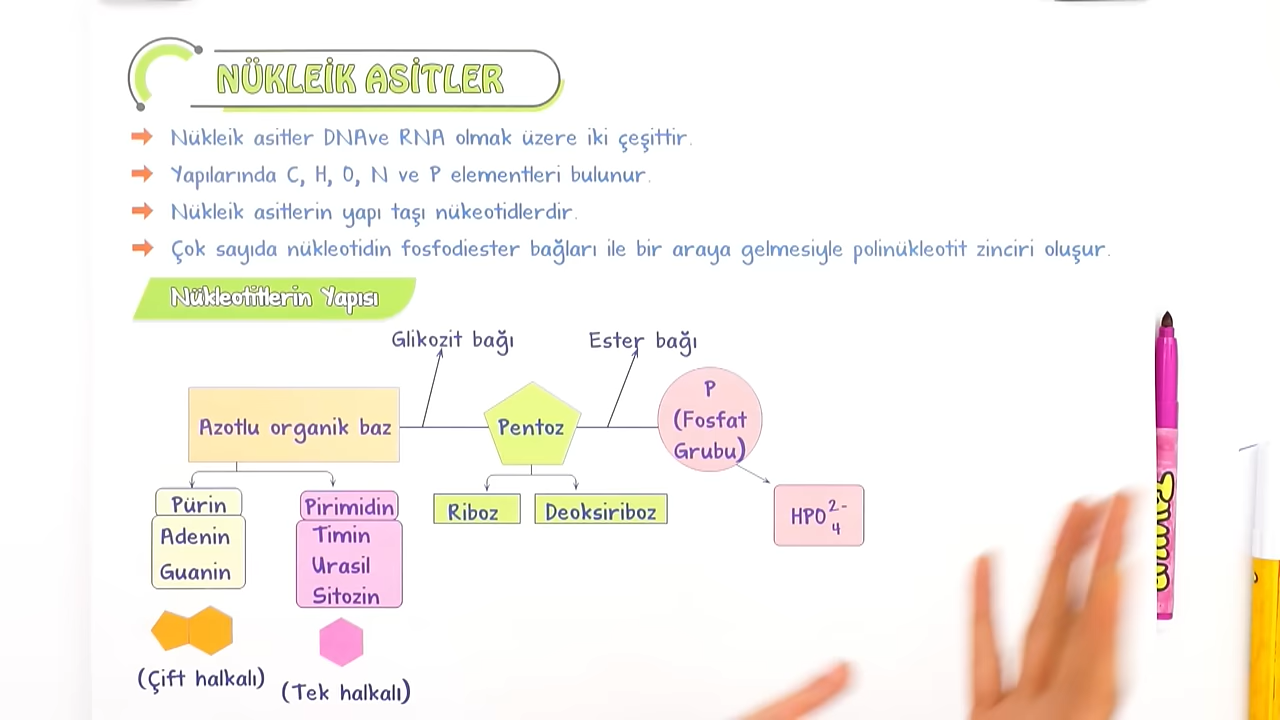 NÜKLEİK ASİTLER
Nükleik asitler DNAve RNA olmak üzere iki çeşittir.
Yapılarında C, H, O, N ve P elementleri bulunur.
Nükleik asitlerin yapı taşı nükeotidlerdir.
Çok sayıda nükleotidin fosfodiester bağları ile bir araya gelmesiyle polinükleotit zinciri oluşur.
Nükleotitlerin Yapısı
Glikozit bağı
Ester bağı
Azotlu organik baz
Pentoz
P
(Fosfat
Grubu)
Pürin
Adenin
Guanin
Pirimidin
Timin
Urasil
Sitozin
Riboz
Deoksiriboz
HPO₄²⁻
(Çift halkalı)
(Tek halkalı)